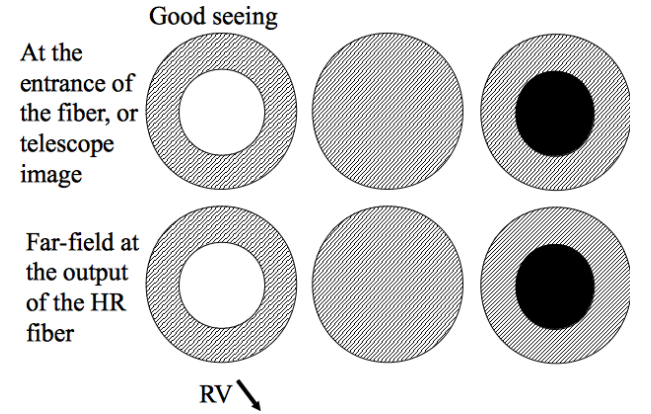 Good seeing
At the
entrance of
the fiber, or
telescope
image
Far-field at
the output
of the HR
fiber
RV